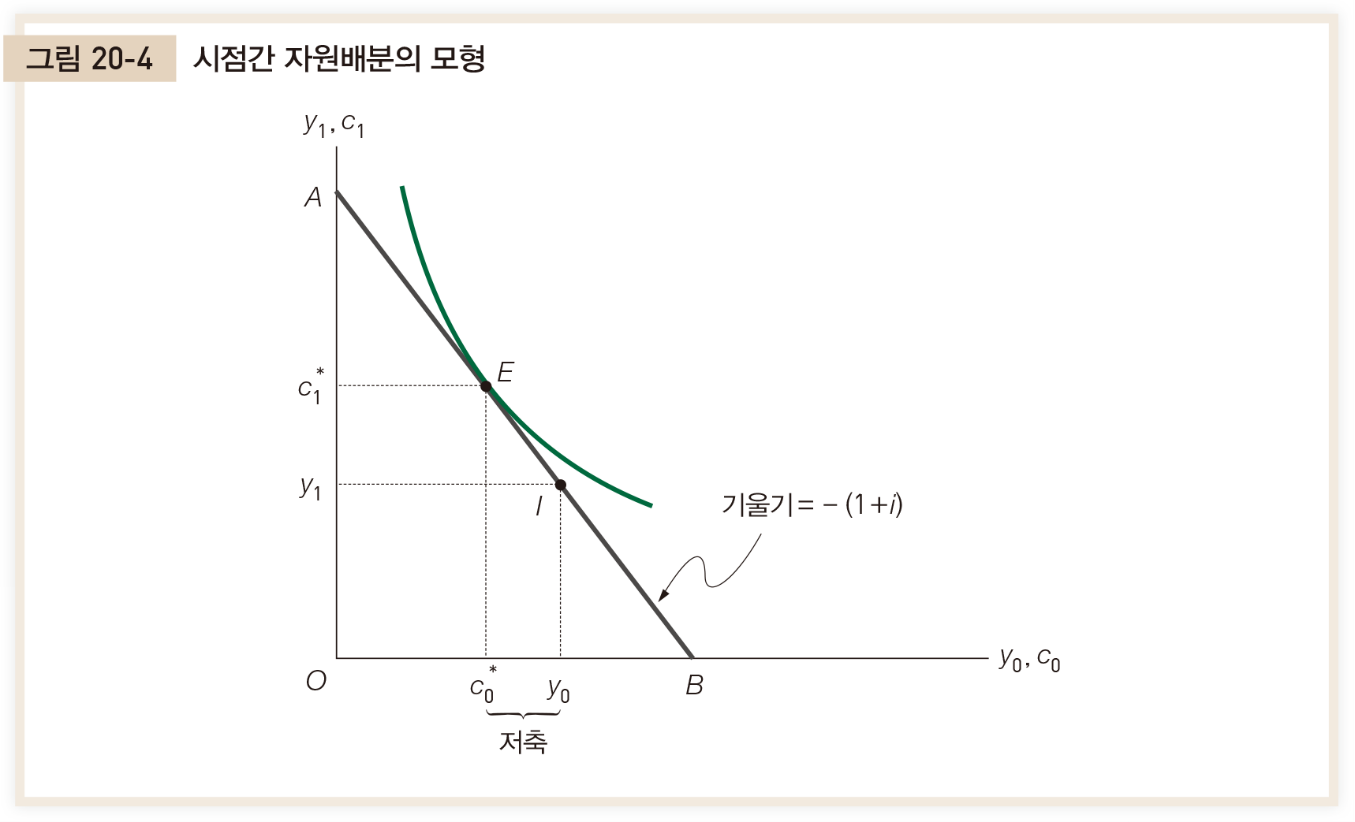 그림 20-4 시점간 자원배분의 모형
y₁, c₁
A
E
c₁*
y₁
I
기울기 = – (1+i)
O
c₀*
y₀
B
y₀, c₀
저축